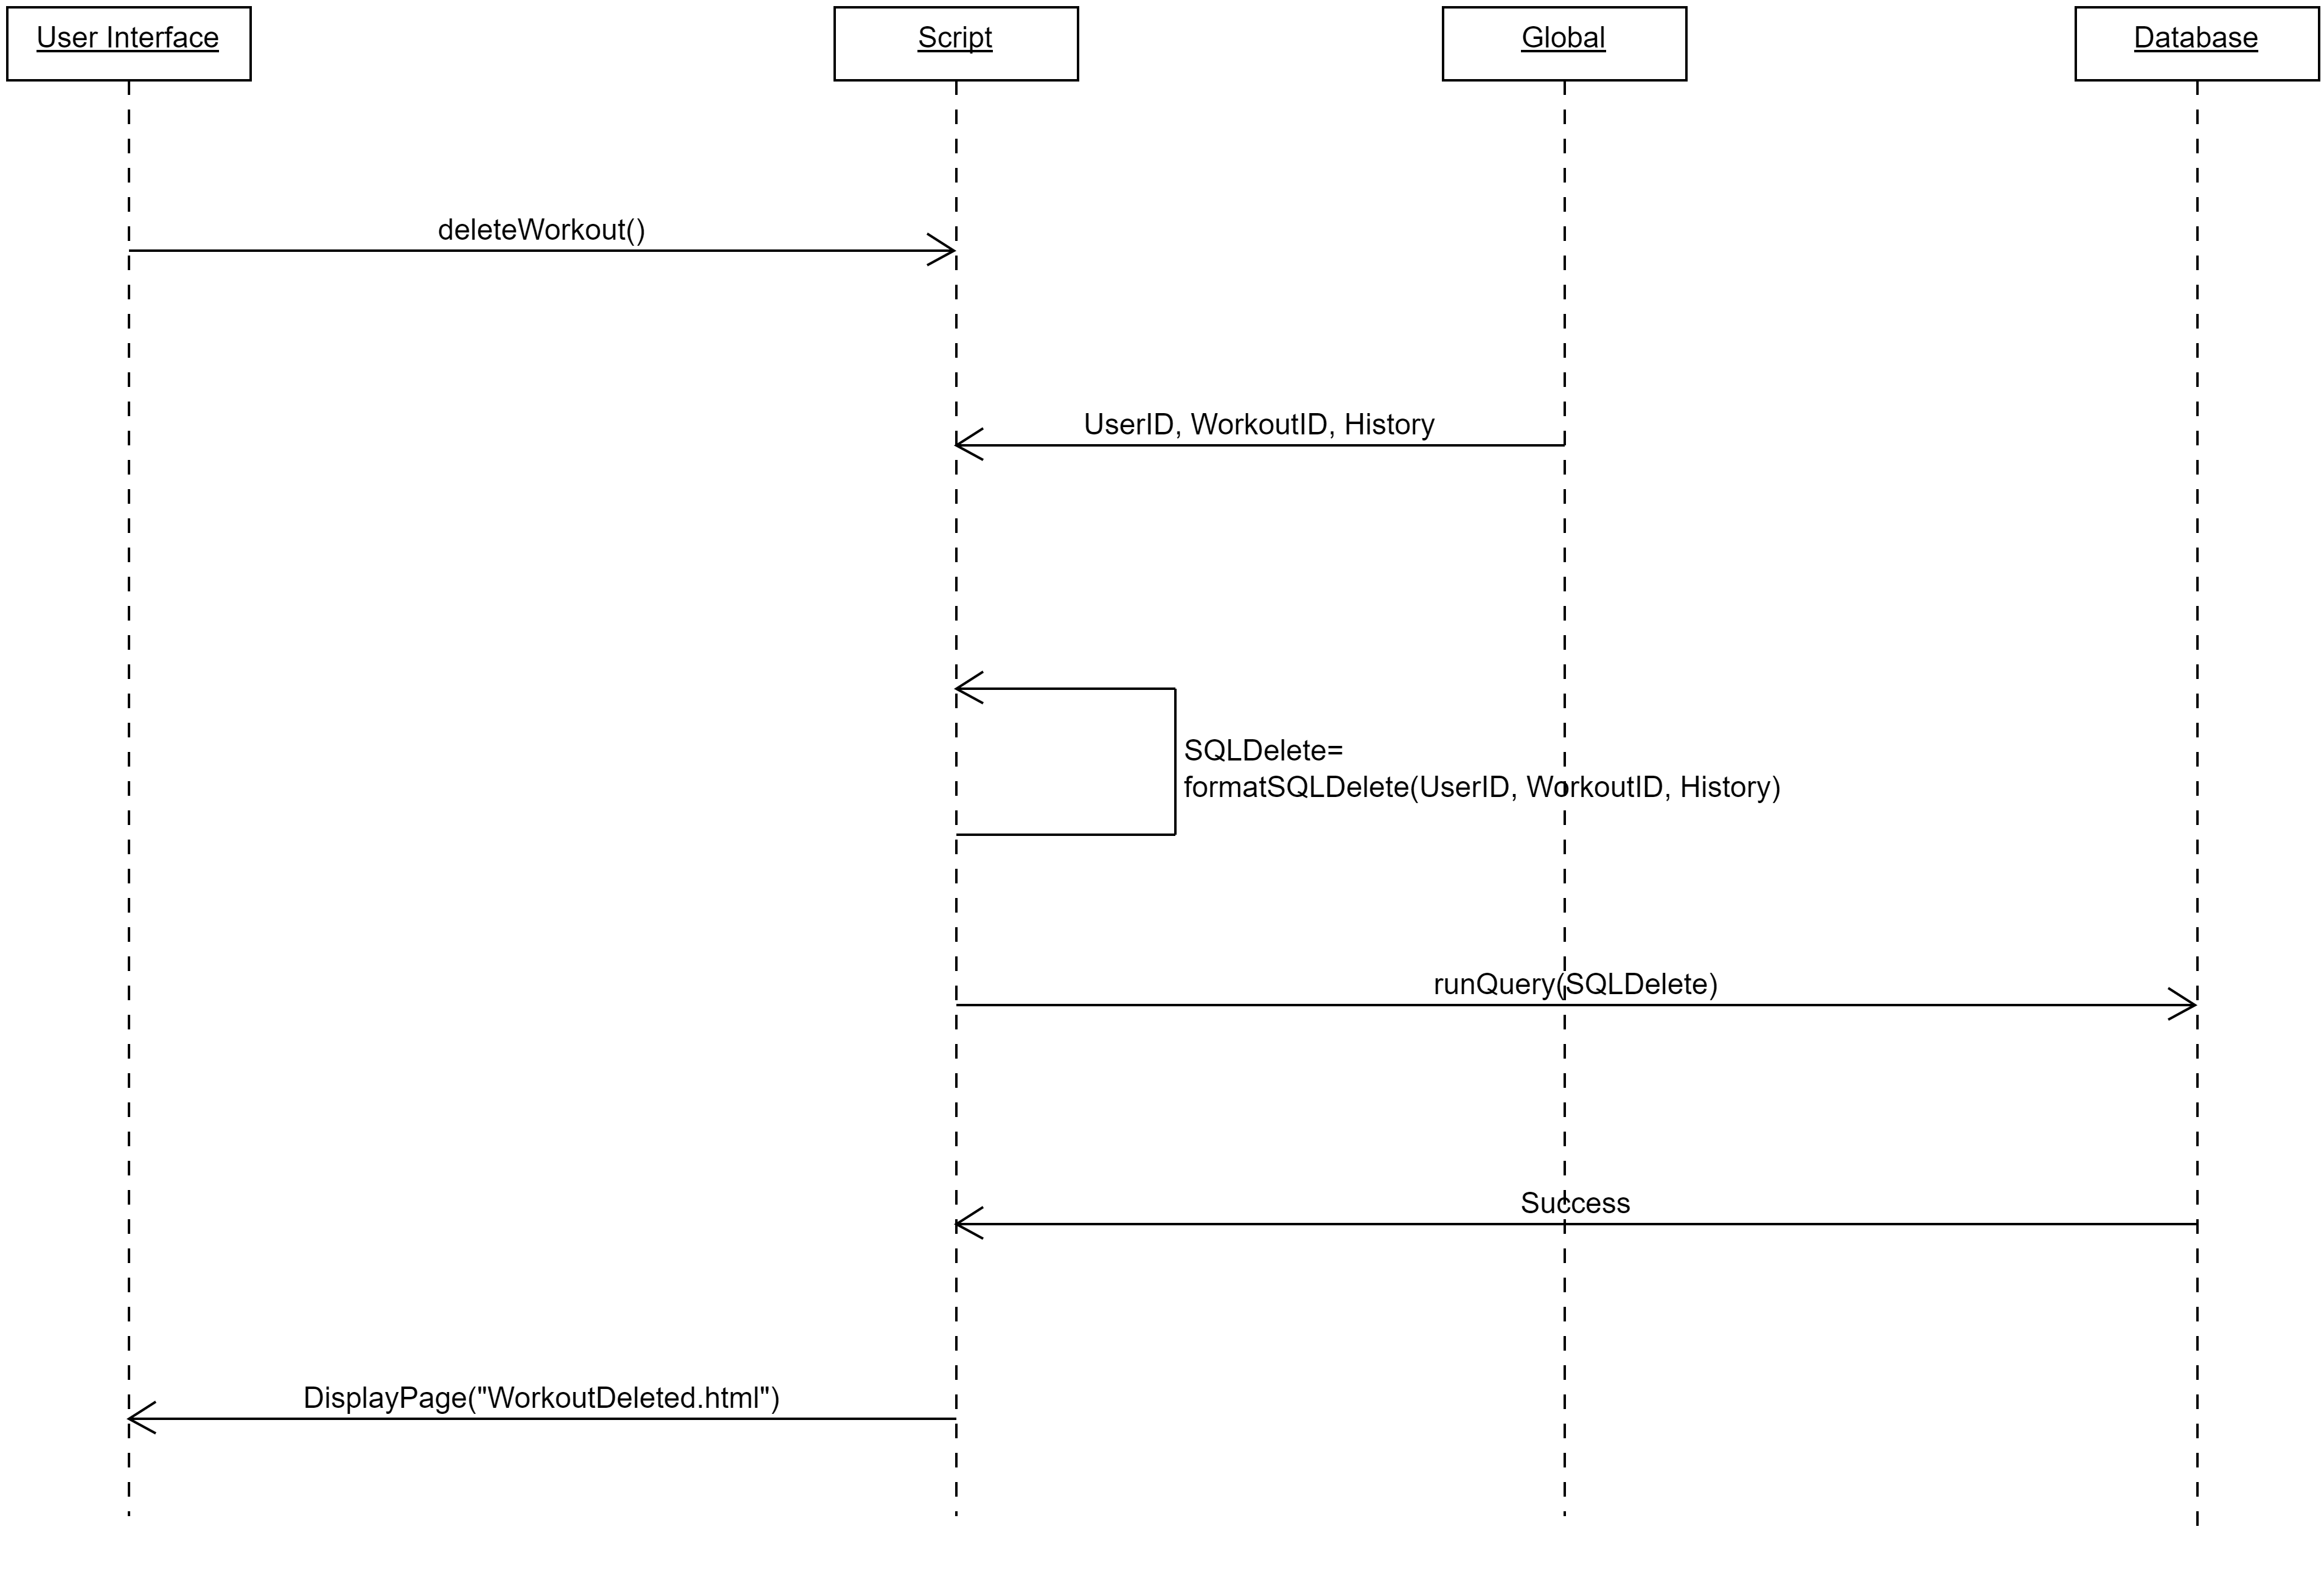 User Interface
Script
Global
Database
deleteWorkout()
UserID, WorkoutID, History
SQLDelete=
formatSQLDelete(UserID, WorkoutID, History)
runQuery(SQLDelete)
Success
DisplayPage("WorkoutDeleted.html")